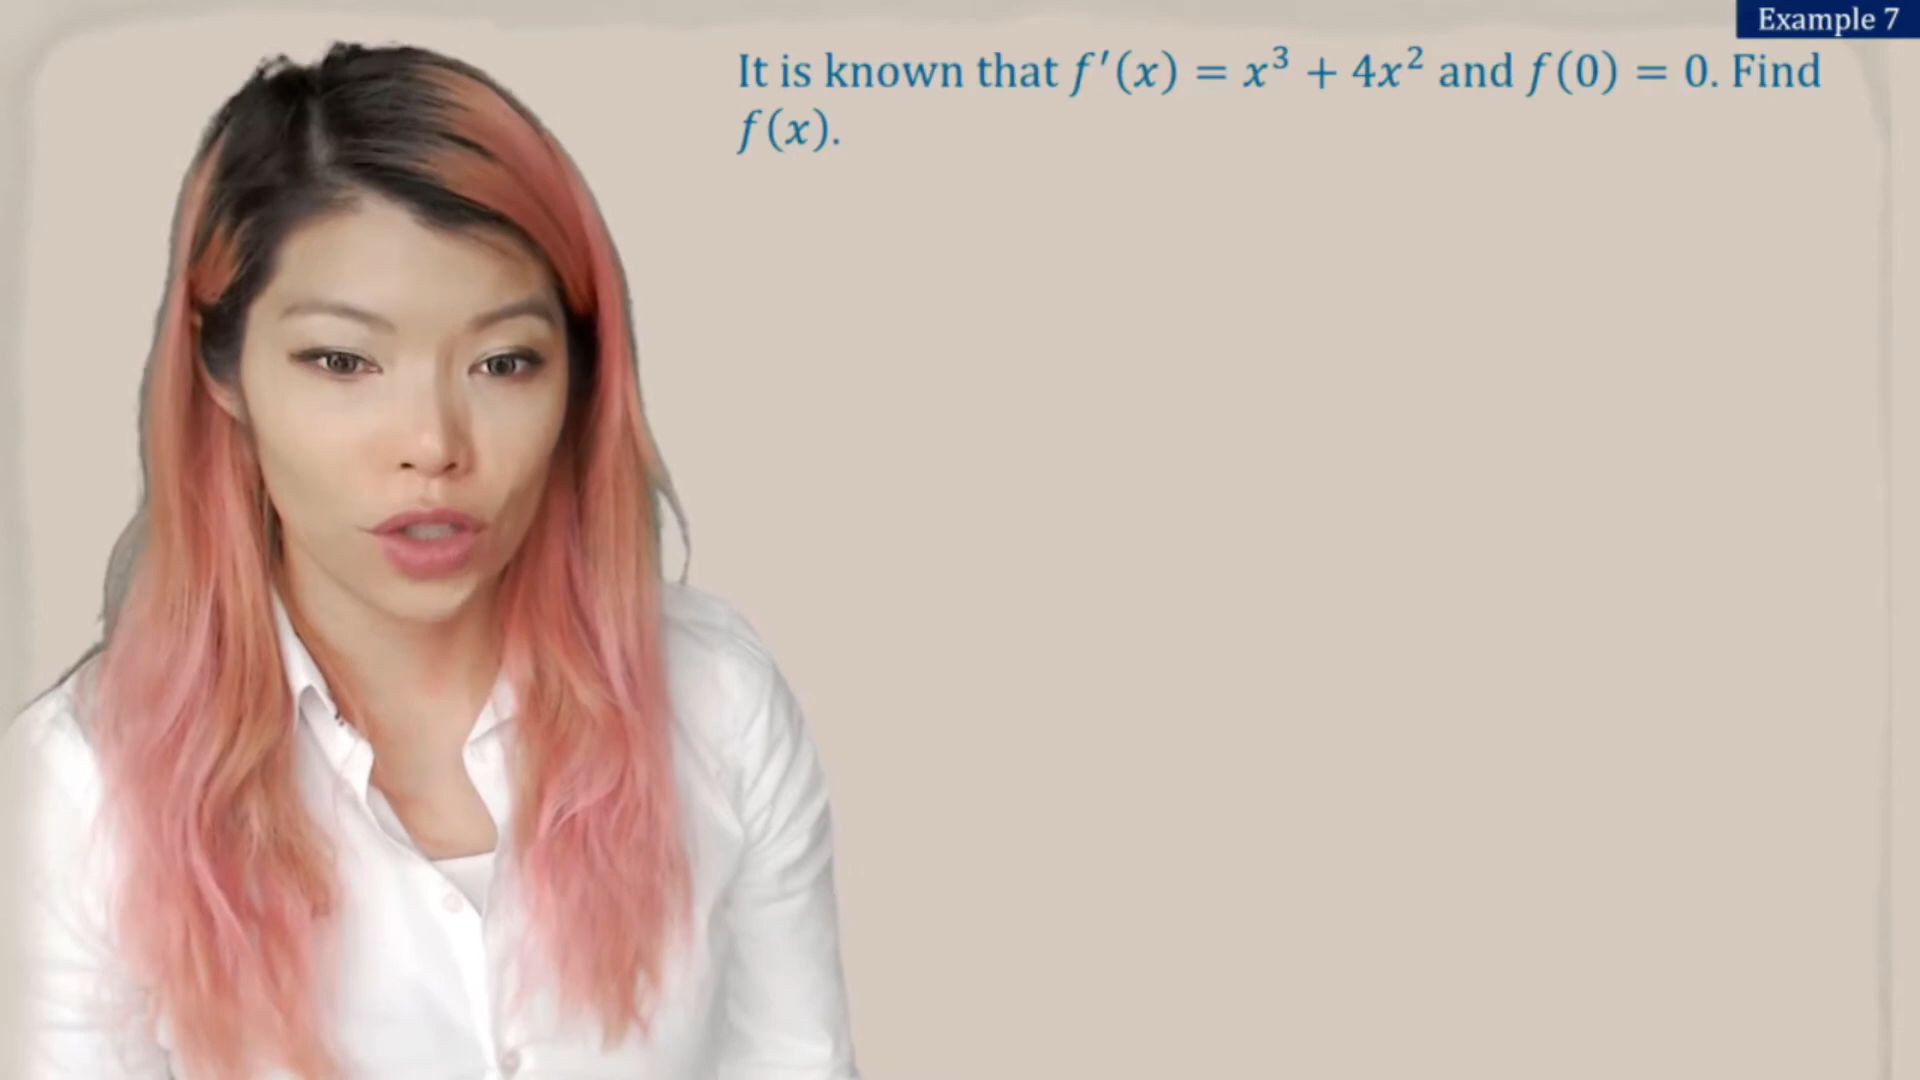 Example 7
It is known that f′(x) = x³ + 4x² and f(0) = 0. Find
f(x).